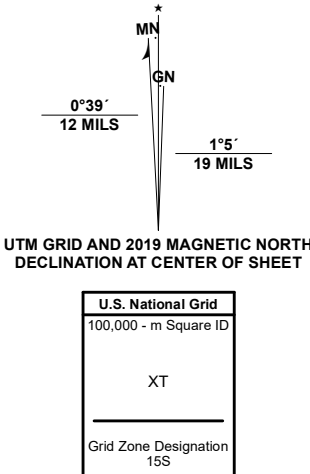 ★
MN
GN
0°39´
12 MILS
1°5´
19 MILS
UTM GRID AND 2019 MAGNETIC NORTH
DECLINATION AT CENTER OF SHEET
U.S. National Grid
100,000 - m Square ID
XT
Grid Zone Designation
15S